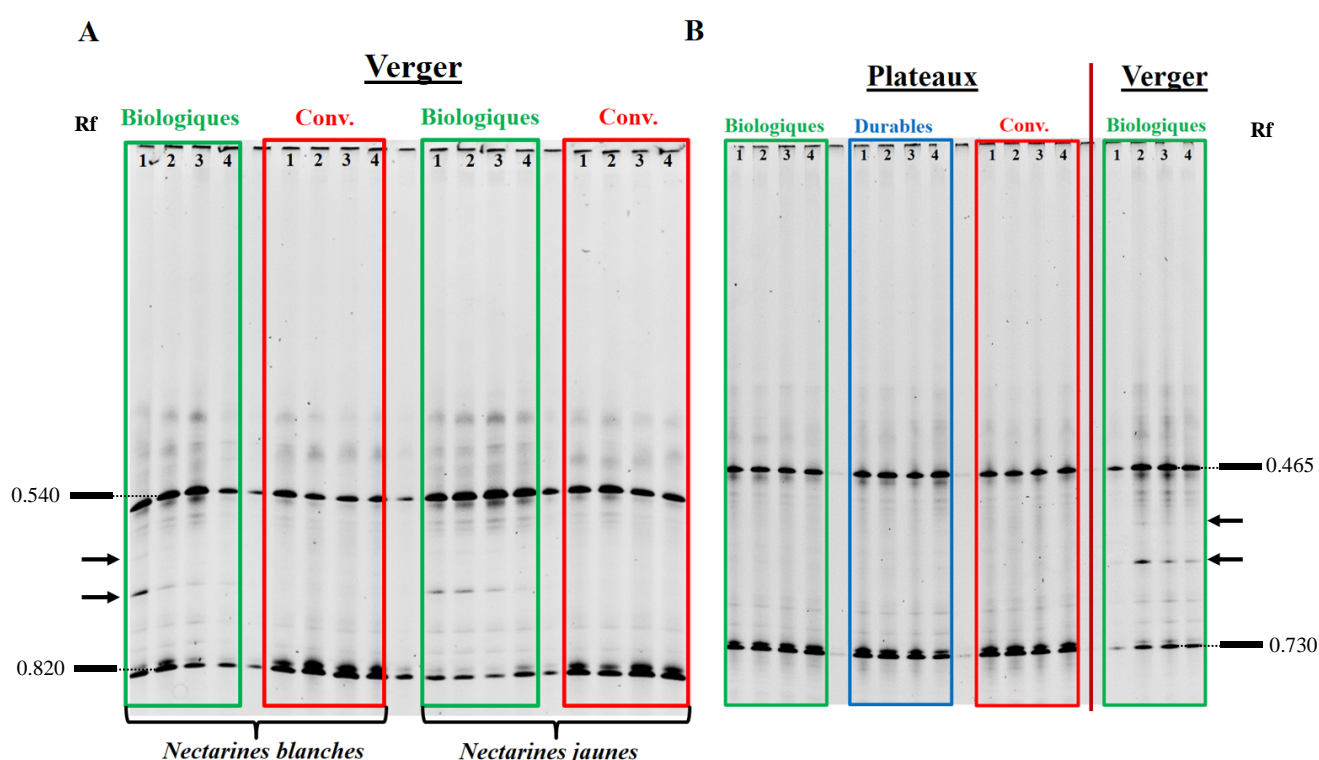 A
B
Verger
Plateaux
Verger
Biologiques
Conv.
Biologiques
Conv.
Rf
Biologiques
Durables
Conv.
Biologiques
Rf
1 2 3 4
1 2 3 4
1 2 3 4
1 2 3 4
1 2 3 4
1 2 3 4
1 2 3 4
1 2 3 4
0.540
0.465
0.820
0.730
Nectarines blanches
Nectarines jaunes